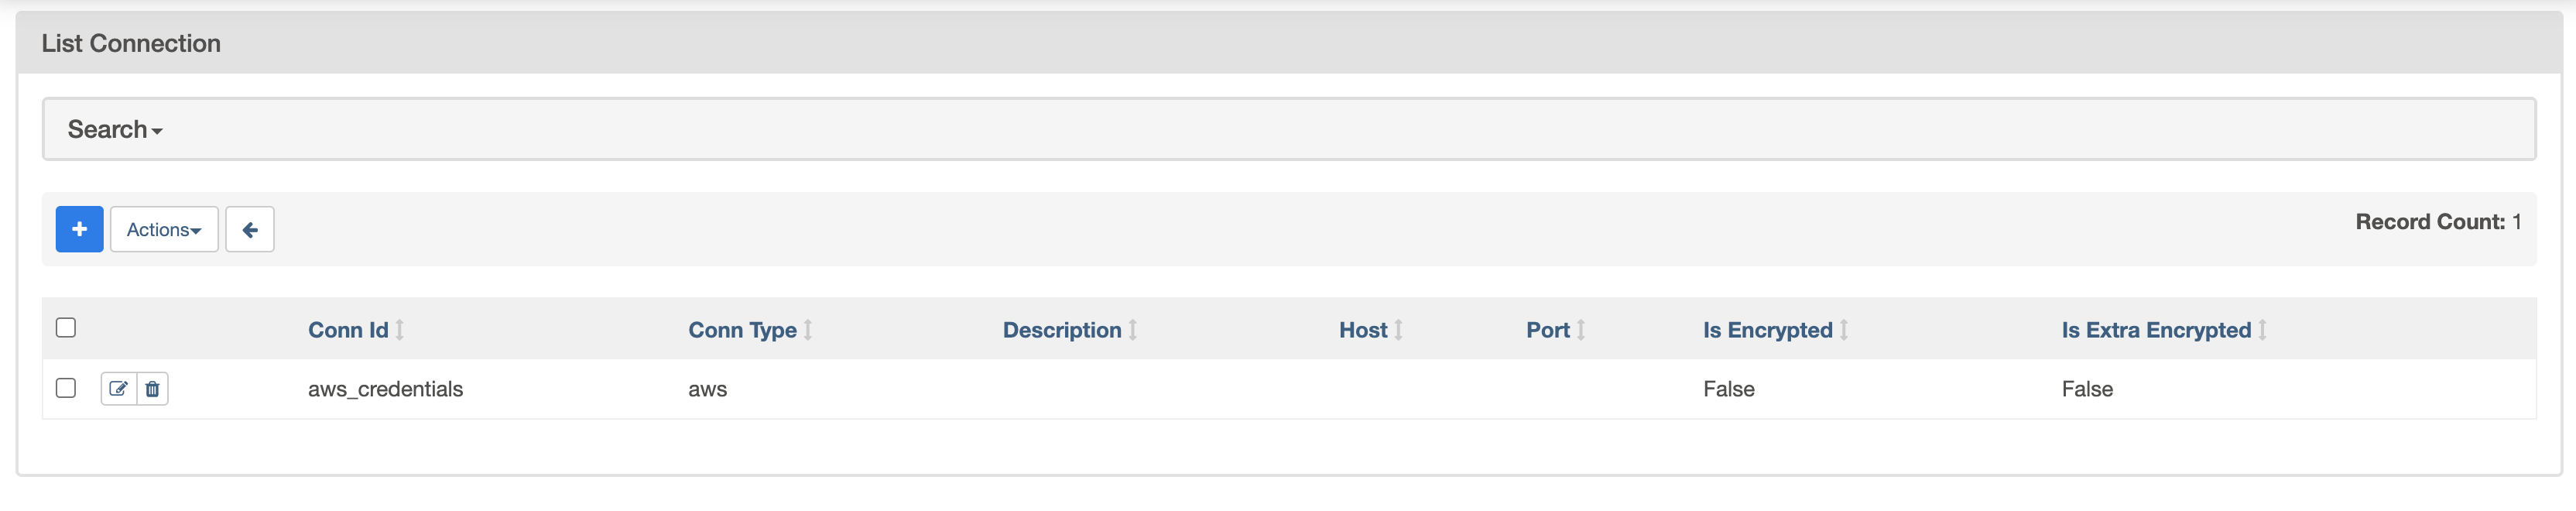 List Connection
Search
+ Actions
Record Count: 1
Conn Id Conn Type Description Host Port Is Encrypted Is Extra Encrypted
aws_credentials aws False False